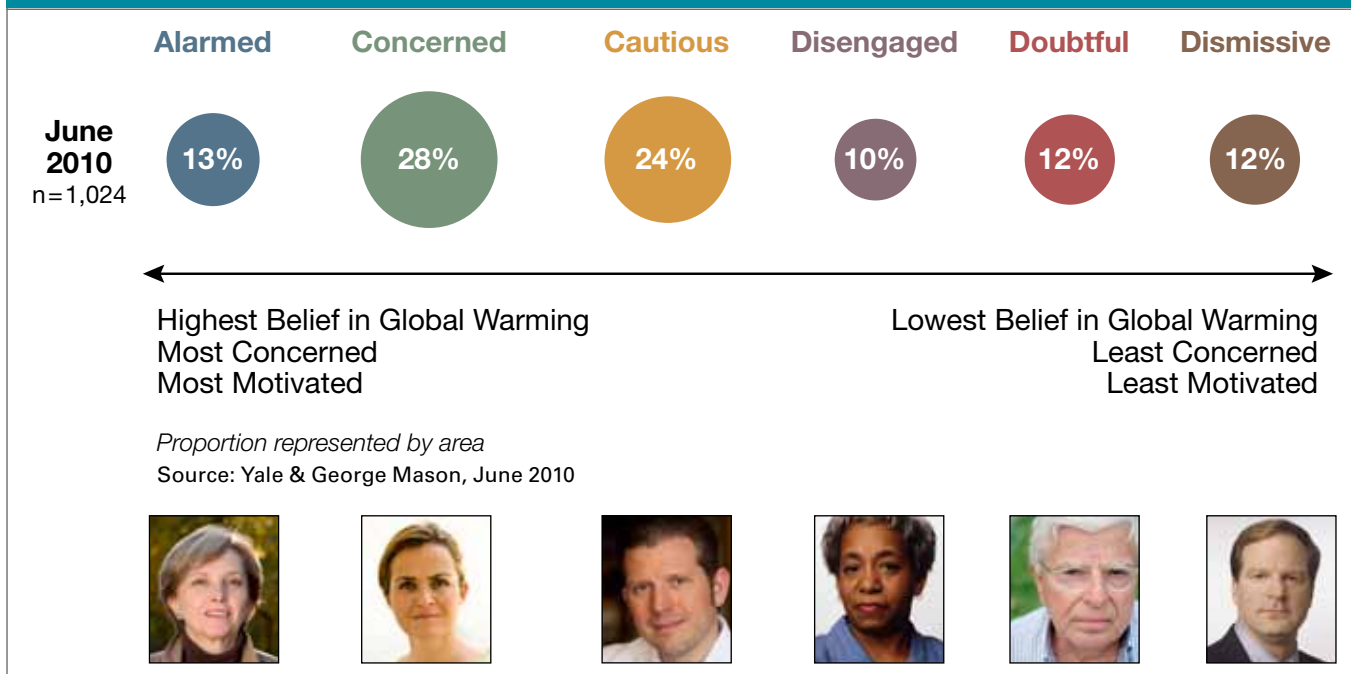 Alarmed Concerned Cautious Disengaged Doubtful Dismissive
June
2010
n=1,024
13% 28% 24% 10% 12% 12%
Highest Belief in Global Warming
Most Concerned
Most Motivated
Lowest Belief in Global Warming
Least Concerned
Least Motivated
Proportion represented by area
Source: Yale & George Mason, June 2010